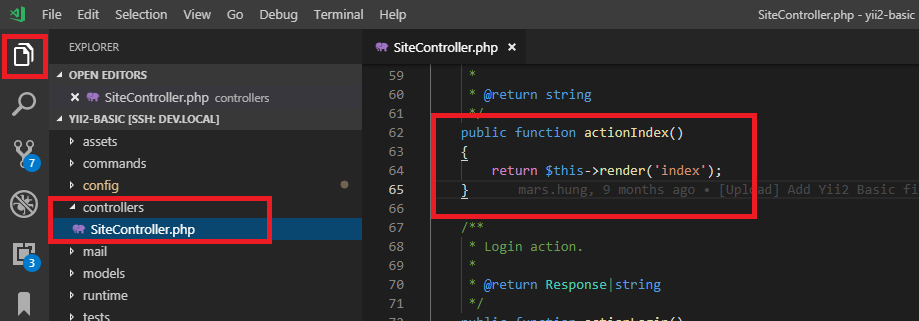 File Edit Selection View Go Debug Terminal Help SiteController.php - yii2-basic
EXPLORER
OPEN EDITORS
SiteController.php controllers
YII2-BASIC [SSH: DEV.LOCAL]
assets
commands
config
controllers
SiteController.php
mail
models
runtime
tests
7
3
SiteController.php
59 *
60 * @return string
61 */
62 public function actionIndex()
63 {
64 return $this->render('index');
65 } mars.hung, 9 months ago • [Upload] Add Yii2 Basic fi
66
67 /**
68 * Login action.
69 *
70 * @return Response|string
71 */
72 public function actionLogin()